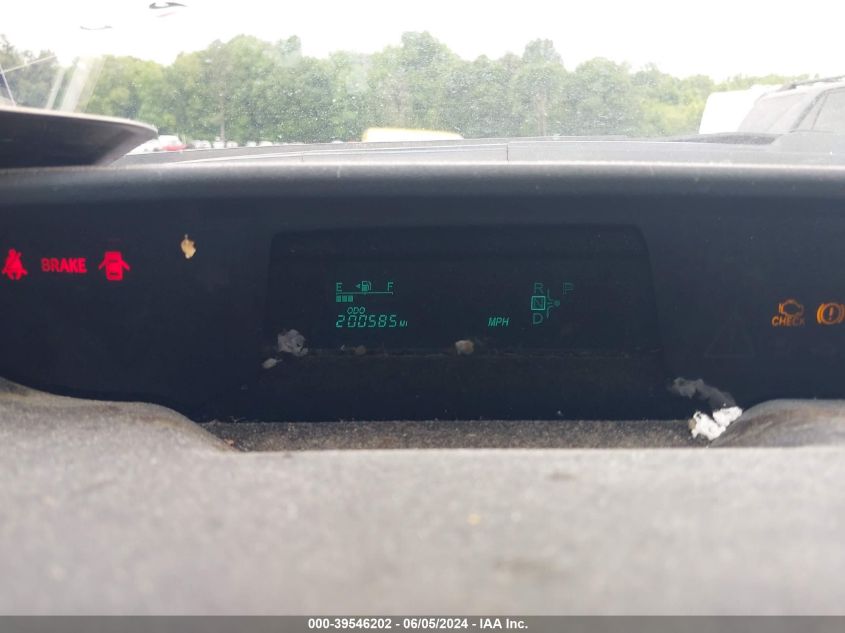 BRAKE
E F
ODO
200585 MI
MPH
R P
N
D
CHECK
000-39546202 - 06/05/2024 - IAA Inc.